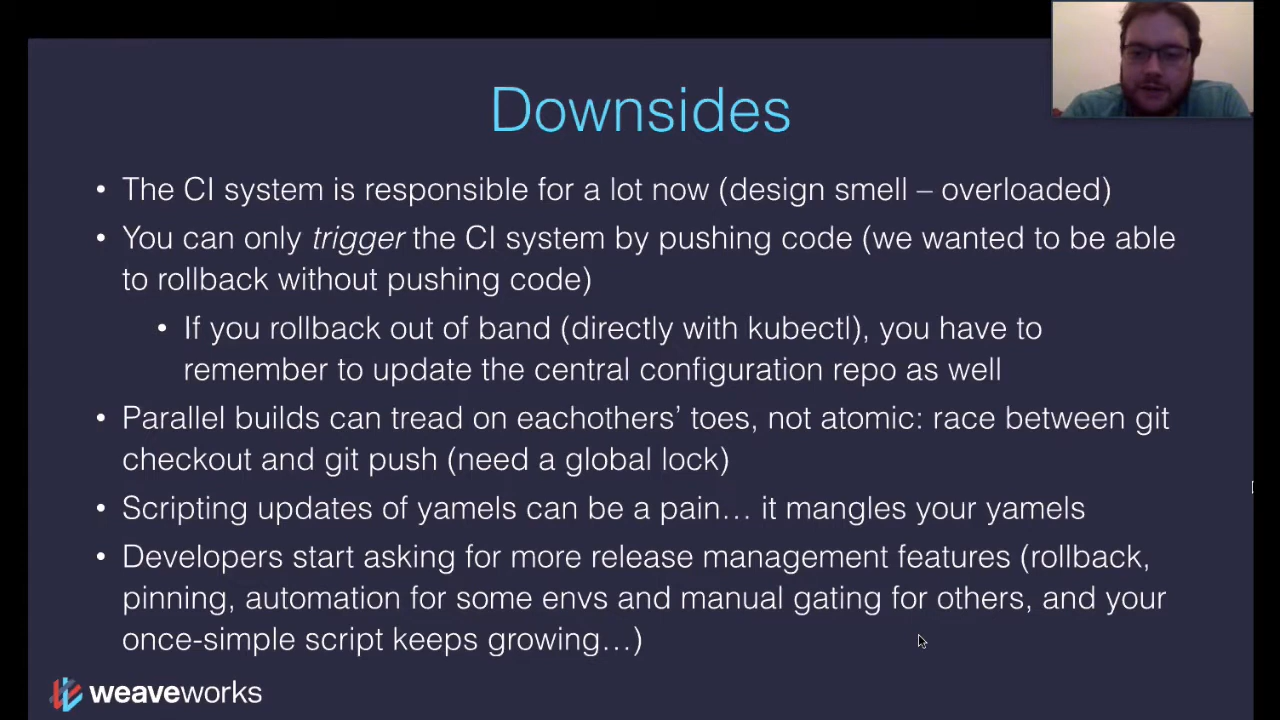 Downsides
• The CI system is responsible for a lot now (design smell – overloaded)
• You can only trigger the CI system by pushing code (we wanted to be able
to rollback without pushing code)
• If you rollback out of band (directly with kubectl), you have to
remember to update the central configuration repo as well
• Parallel builds can tread on eachothers’ toes, not atomic: race between git
checkout and git push (need a global lock)
• Scripting updates of yamels can be a pain… it mangles your yamels
• Developers start asking for more release management features (rollback,
pinning, automation for some envs and manual gating for others, and your
once-simple script keeps growing…)
weaveworks